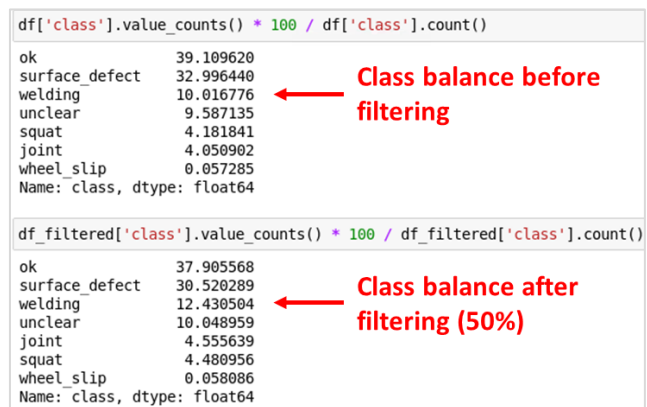 df['class'].value_counts() * 100 / df['class'].count()
ok 39.109620
surface_defect 32.996440
welding 10.016776
unclear 9.587135
squat 4.181841
joint 4.050902
wheel_slip 0.057285
Name: class, dtype: float64
Class balance before
filtering
df_filtered['class'].value_counts() * 100 / df_filtered['class'].count()
ok 37.905568
surface_defect 30.520289
welding 12.430504
unclear 10.048959
joint 4.555639
squat 4.480956
wheel_slip 0.058086
Name: class, dtype: float64
Class balance after
filtering (50%)